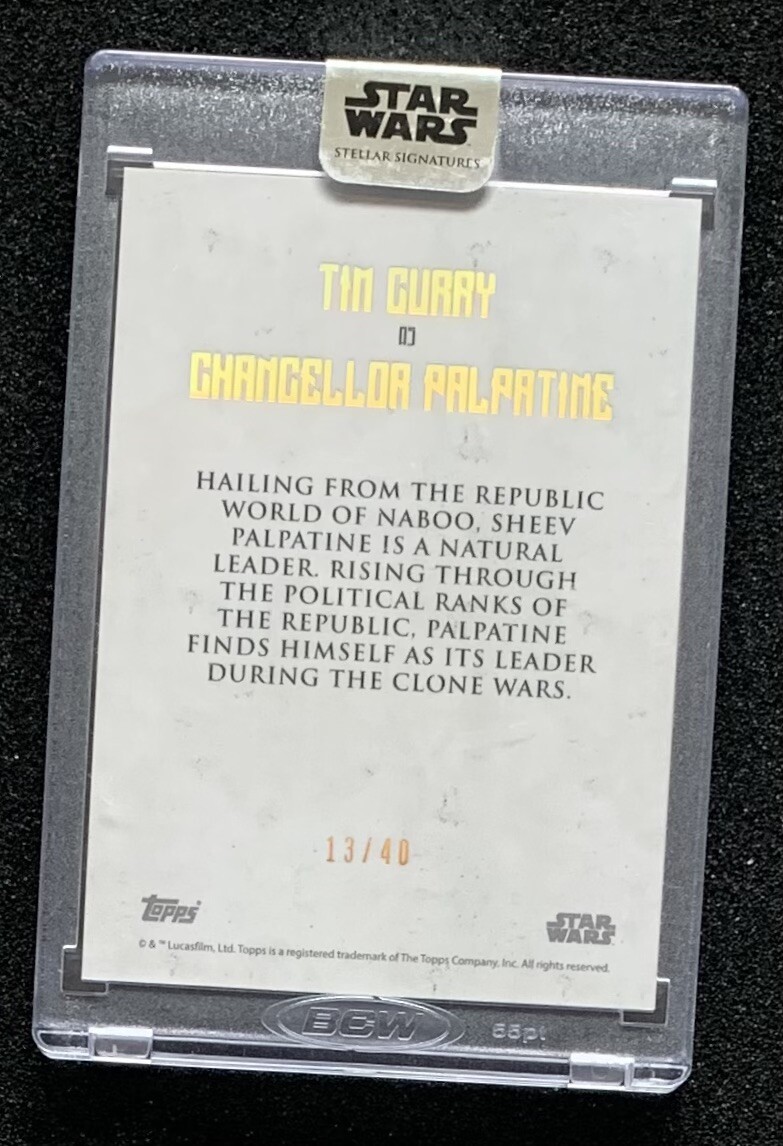 STAR
WARS
STELLAR SIGNATURES
TIM CURRY
as
CHANCELLOR PALPATINE
HAILING FROM THE REPUBLIC
WORLD OF NABOO, SHEEV
PALPATINE IS A NATURAL
LEADER. RISING THROUGH
THE POLITICAL RANKS OF
THE REPUBLIC, PALPATINE
FINDS HIMSELF AS ITS LEADER
DURING THE CLONE WARS.
13/40
topps
STAR
WARS
© & ™ Lucasfilm, Ltd. Topps is a registered trademark of The Topps Company, Inc. All rights reserved.
BCW 55pt